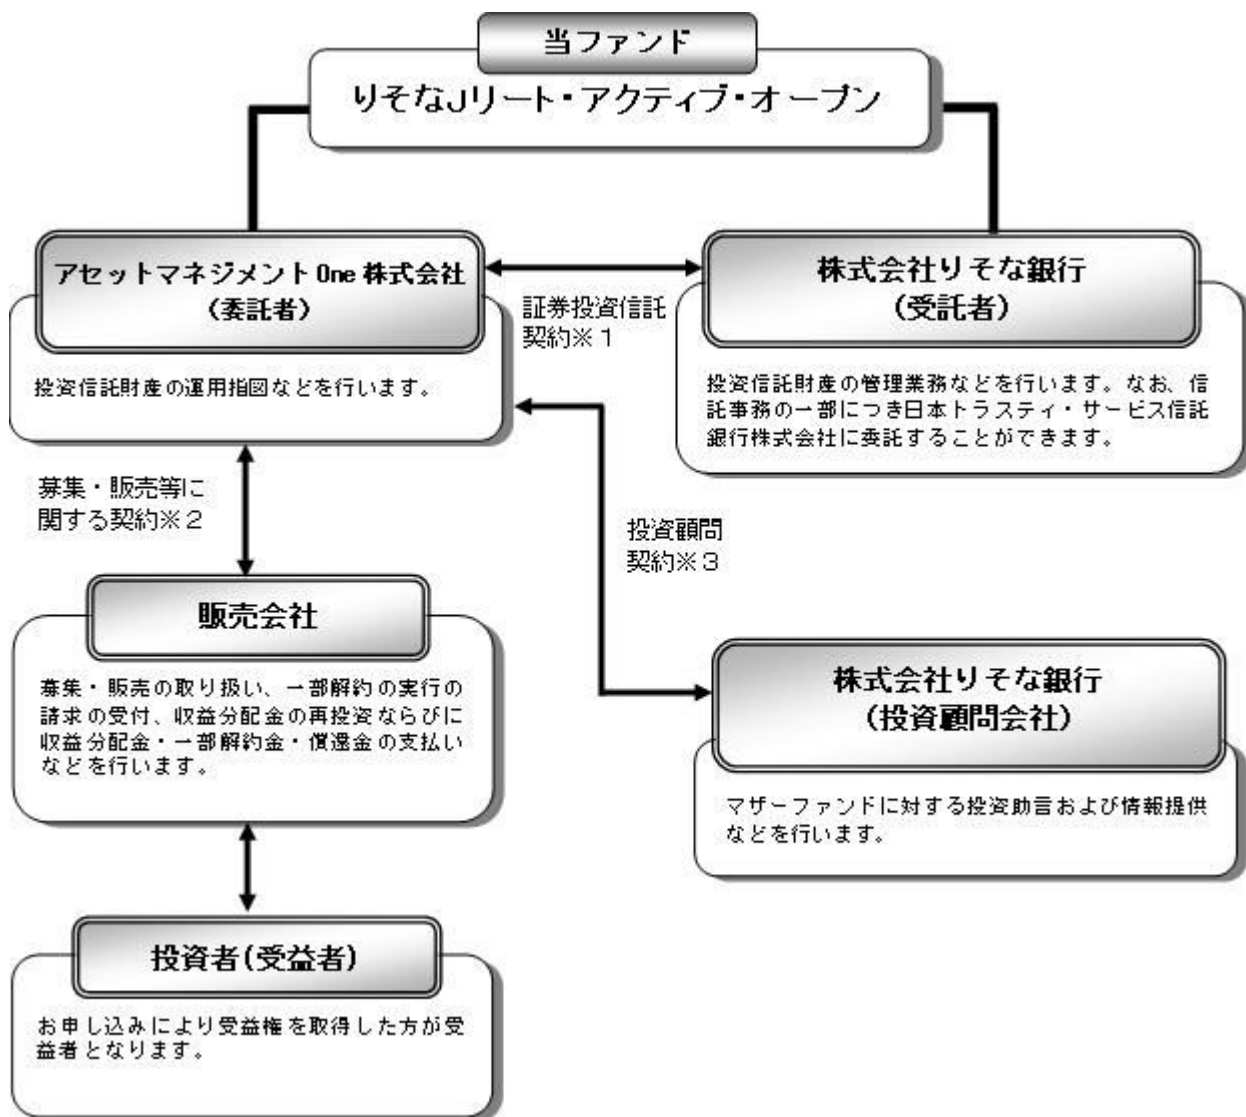 当ファンド
りそなJリート・アクティブ・オープン
アセットマネジメントOne株式会社
(委託者)
投資信託財産の運用指図などを行います。
証券投資信託
契約※1
株式会社りそな銀行
(受託者)
投資信託財産の管理業務などを行います。なお、信
託事務の一部につき日本トラスティ・サービス信託
銀行株式会社に委託することができます。
募集・販売等に
関する契約※2
投資顧問
契約※3
販売会社
募集・販売の取り扱い、一部解約の実行の
請求の受付、収益分配金の再投資ならびに
収益分配金・一部解約金・償還金の支払い
などを行います。
株式会社りそな銀行
(投資顧問会社)
マザーファンドに対する投資助言および情報提供
などを行います。
投資者(受益者)
お申し込みにより受益権を取得した方が受
益者となります。